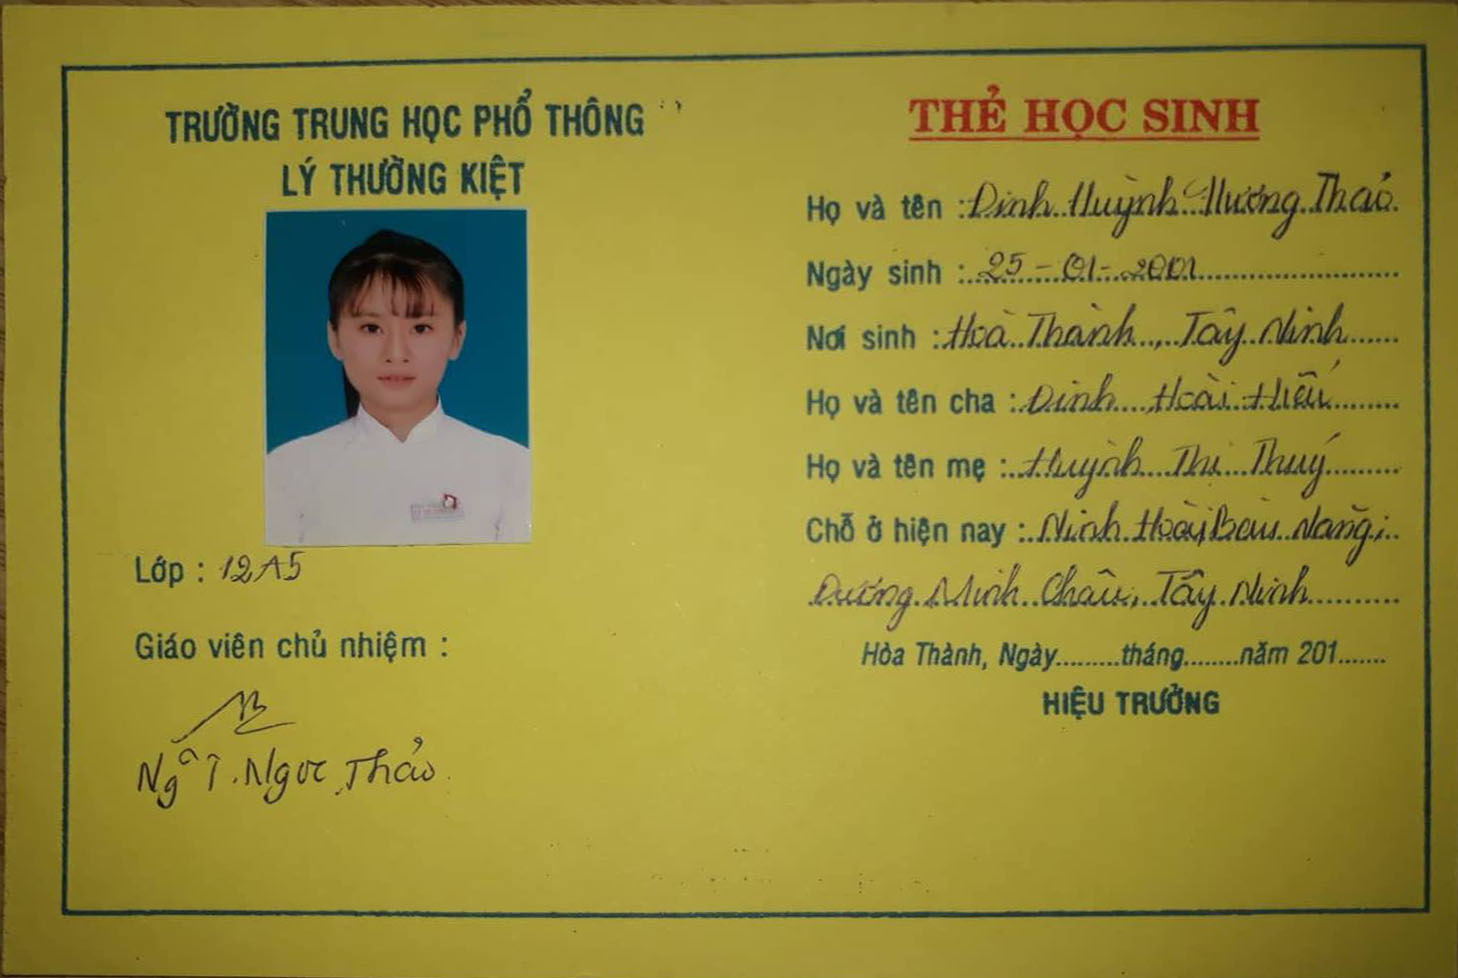 TRƯỜNG TRUNG HỌC PHỔ THÔNG
LÝ THƯỜNG KIỆT
Lớp : 12A5
Giáo viên chủ nhiệm :
Ngô T. Ngọc Thảo
THẺ HỌC SINH
Họ và tên : Đinh Huỳnh Hương Thảo
Ngày sinh : 25 - 01 - 2001
Nơi sinh : Hoà Thành, Tây Ninh
Họ và tên cha : Đinh Hoài Hiếu
Họ và tên mẹ : Huỳnh Thị Thuý
Chỗ ở hiện nay : Ninh Hoà, Bàu Năng,
Dương Minh Châu, Tây Ninh
Hòa Thành, Ngày.........tháng........năm 201.......
HIỆU TRƯỞNG